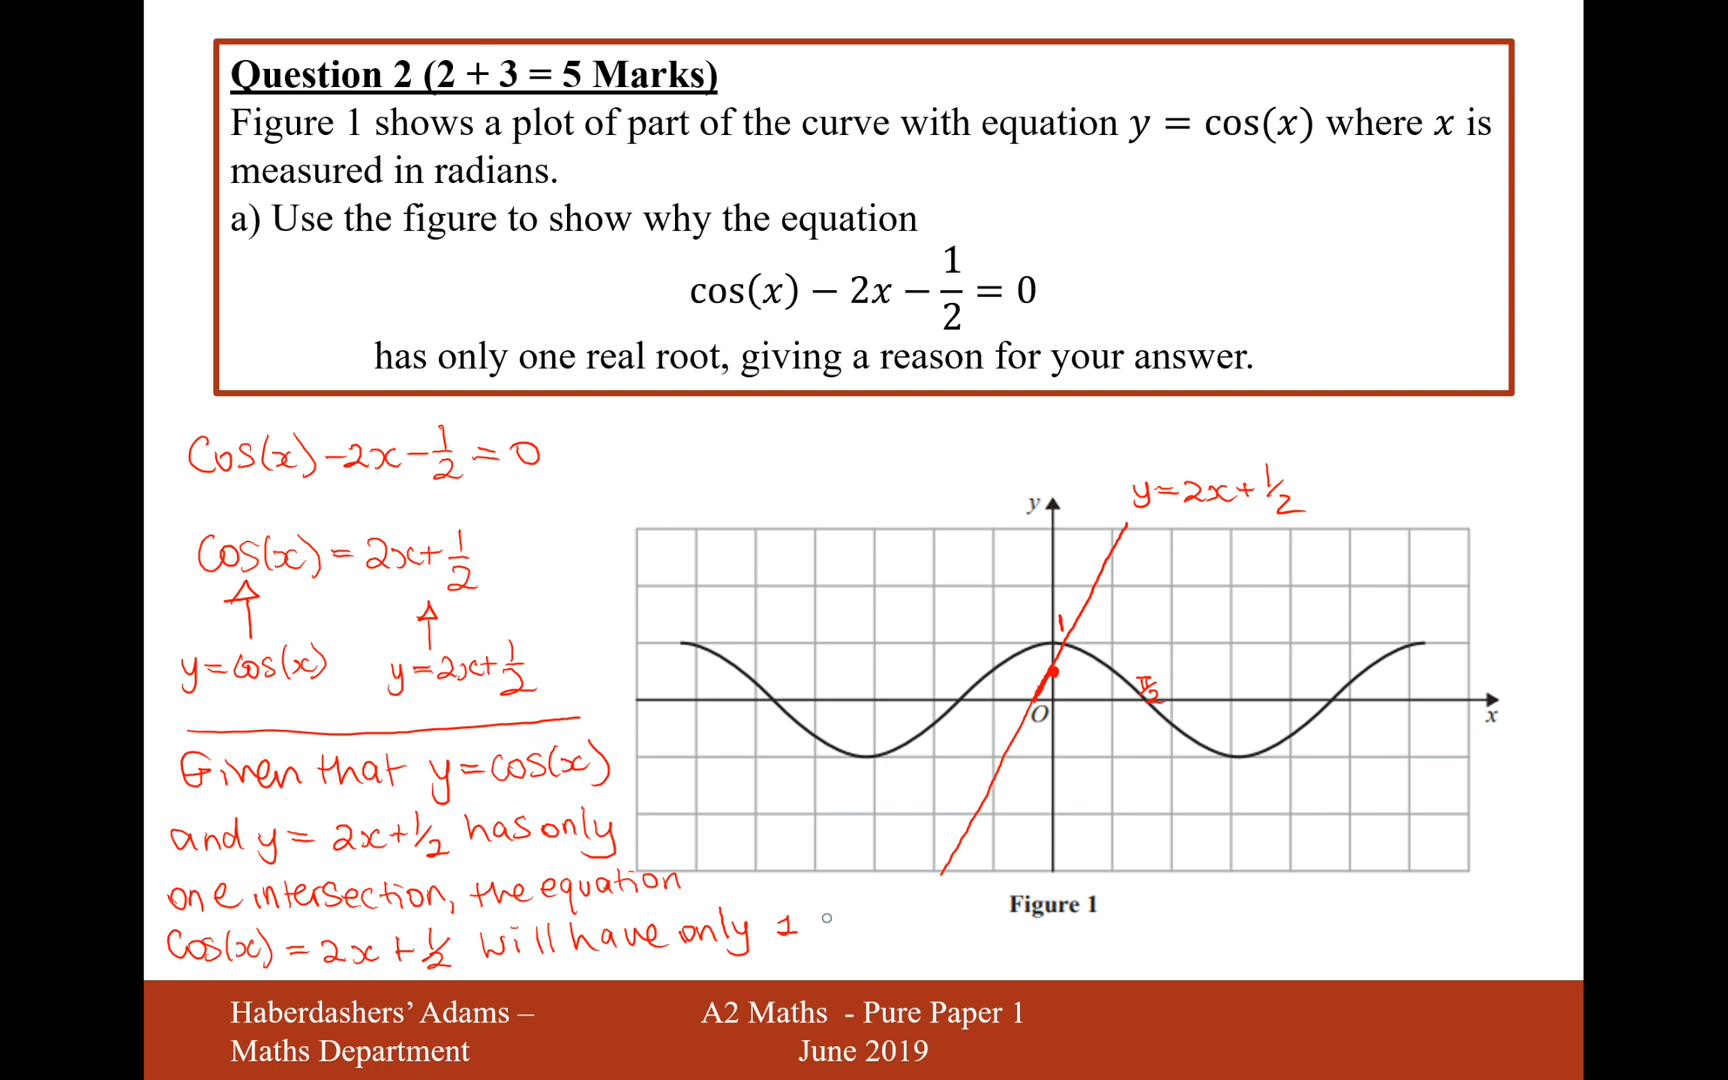 Question 2 (2 + 3 = 5 Marks)
Figure 1 shows a plot of part of the curve with equation y = cos(x) where x is
measured in radians.
a) Use the figure to show why the equation
cos(x) − 2x − 1/2 = 0
has only one real root, giving a reason for your answer.
Cos(x) - 2x - 1/2 = 0
Cos(x) = 2x + 1/2
y = cos(x) y = 2x + 1/2
Given that y = cos(x)
and y = 2x + 1/2 has only
one intersection, the equation
Cos(x) = 2x + 1/2 will have only 1
y = 2x + 1/2
y
1
π/2
O
x
Figure 1
Haberdashers’ Adams –
Maths Department
A2 Maths - Pure Paper 1
June 2019